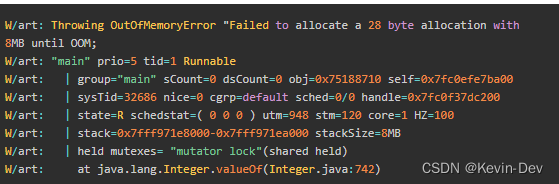 W/art: Throwing OutOfMemoryError "Failed to allocate a 28 byte allocation with
8MB until OOM;
W/art: "main" prio=5 tid=1 Runnable
W/art:   | group="main" sCount=0 dsCount=0 obj=0x75188710 self=0x7fc0efe7ba00
W/art:   | sysTid=32686 nice=0 cgrp=default sched=0/0 handle=0x7fc0f37dc200
W/art:   | state=R schedstat=( 0 0 0 ) utm=948 stm=120 core=1 HZ=100
W/art:   | stack=0x7fff971e8000-0x7fff971ea000 stackSize=8MB
W/art:   | held mutexes= "mutator lock"(shared held)
W/art:     at java.lang.Integer.valueOf(Integer.java:742)
CSDN @Kevin-Dev